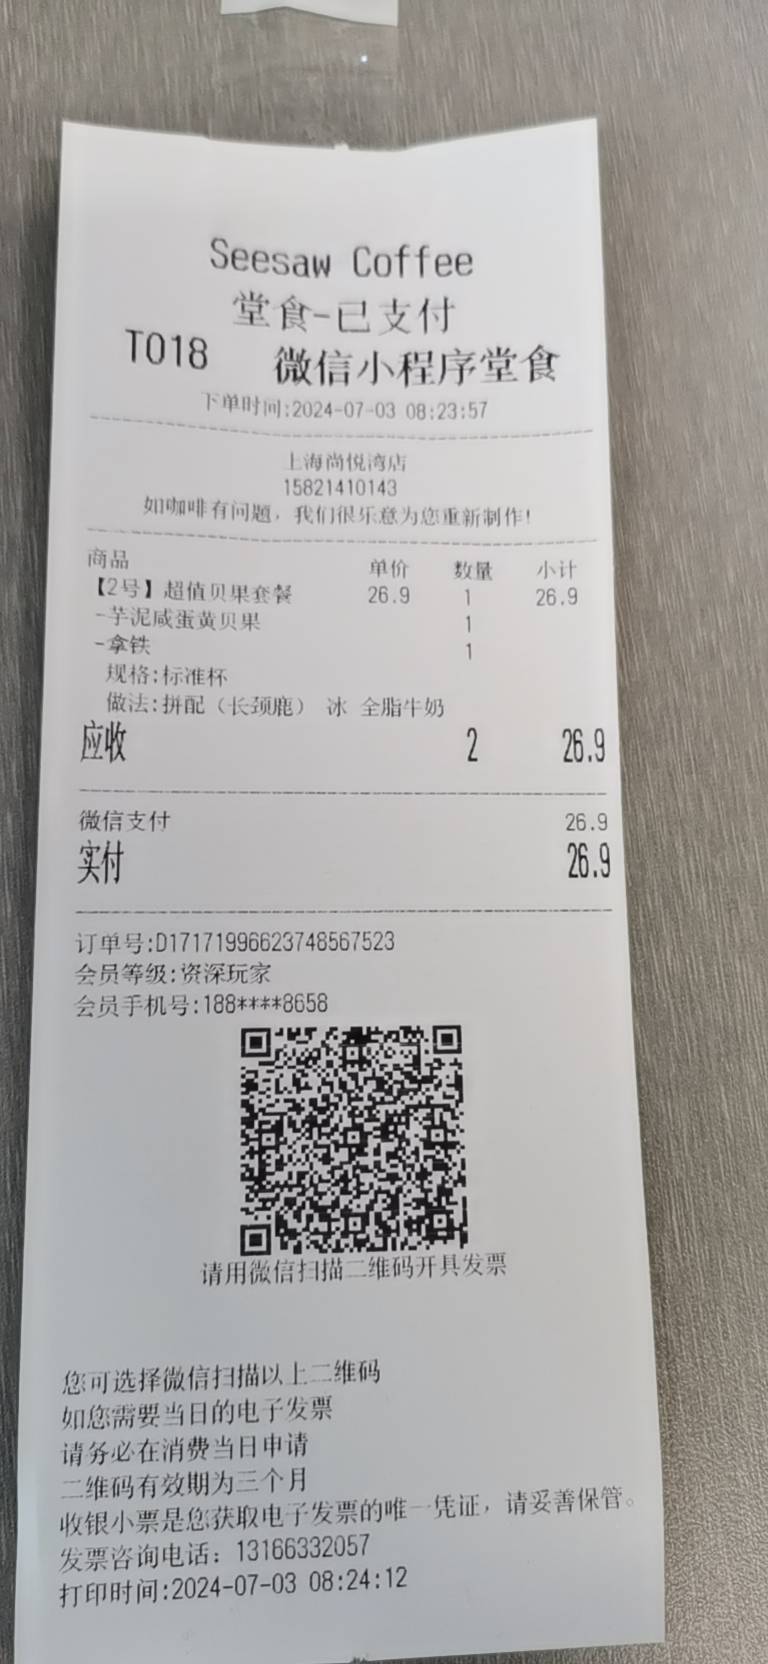 Seesaw Coffee
堂食-已支付
T018 微信小程序堂食
下单时间:2024-07-03 08:23:57
上海尚悦湾店
15821410143
如咖啡有问题，我们很乐意为您重新制作!
商品 单价 数量 小计
【2号】超值贝果套餐 26.9 1 26.9
-芋泥咸蛋黄贝果 1
-拿铁 1
规格:标准杯
做法:拼配（长颈鹿） 冰 全脂牛奶
应收 2 26.9
微信支付 26.9
实付 26.9
订单号:D171719966237485675​23
会员等级:资深玩家
会员手机号:188****8658
请用微信扫描二维码开具发票
您可选择微信扫描以上二维码
如您需要当日的电子发票
请务必在消费当日申请
二维码有效期为三个月
收银小票是您获取电子发票的唯一凭证，请妥善保管。
发票咨询电话：13166332057
打印时间:2024-07-03 08:24:12